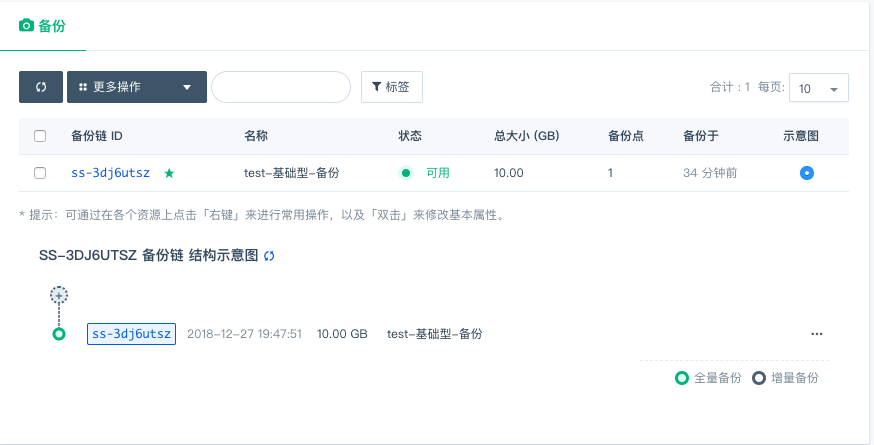 备份
更多操作 标签 合计:1 每页: 10
备份链 ID 名称 状态 总大小 (GB) 备份点 备份于 示意图
ss-3dj6utsz ★ test-基础型-备份 可用 10.00 1 34 分钟前
* 提示：可通过在各个资源上点击「右键」来进行常用操作，以及「双击」来修改基本属性。
SS-3DJ6UTSZ 备份链 结构示意图
ss-3dj6utsz 2018-12-27 19:47:51 10.00 GB test-基础型-备份 ···
全量备份 增量备份